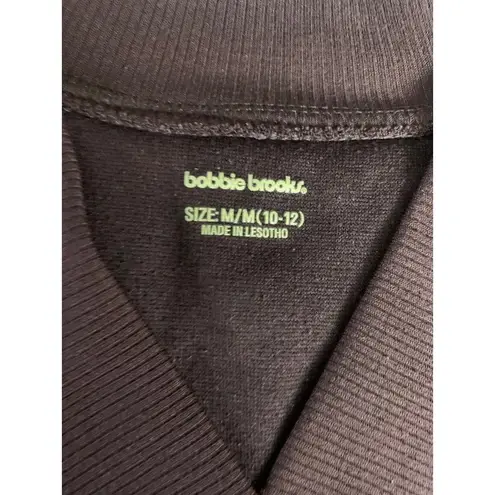 bobbie brooks.
SIZE: M/M(10-12)
MADE IN LESOTHO